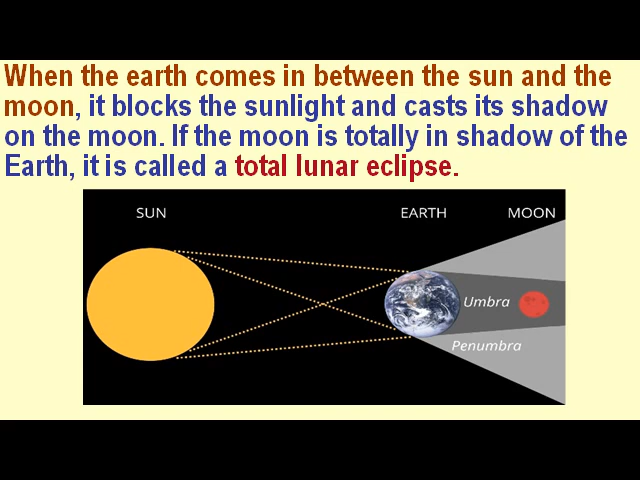 When the earth comes in between the sun and the
moon, it blocks the sunlight and casts its shadow
on the moon. If the moon is totally in shadow of the
Earth, it is called a total lunar eclipse.
SUN EARTH MOON
Umbra
Penumbra